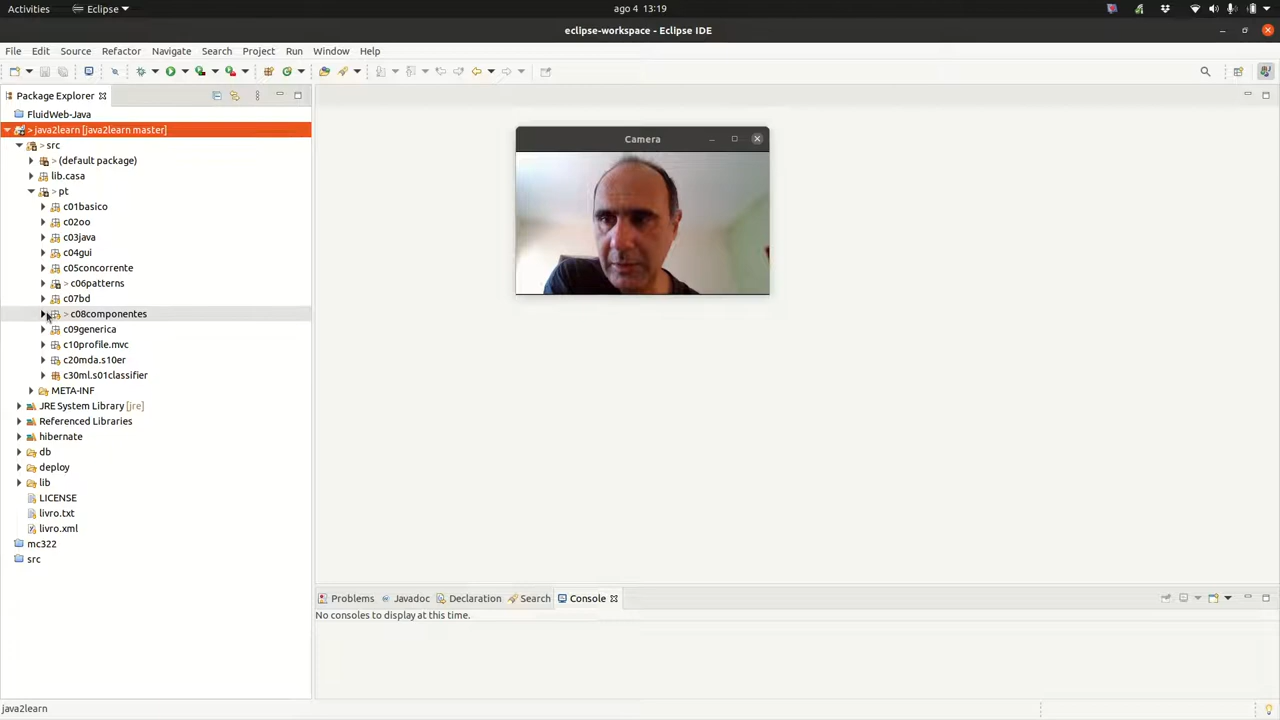 Activities Eclipse ago 4 13:19
eclipse-workspace - Eclipse IDE
File Edit Source Refactor Navigate Search Project Run Window Help
Package Explorer
FluidWeb-Java
> java2learn [java2learn master]
> src
> (default package)
lib.casa
> pt
c01basico
c02oo
c03java
c04gui
c05concorrente
> c06patterns
c07bd
> c08componentes
c09generica
c10profile.mvc
c20mda.s10er
c30ml.s01classifier
META-INF
JRE System Library [jre]
Referenced Libraries
hibernate
db
deploy
lib
LICENSE
livro.txt
livro.xml
mc322
src
Camera
Problems Javadoc Declaration Search Console
No consoles to display at this time.
java2learn